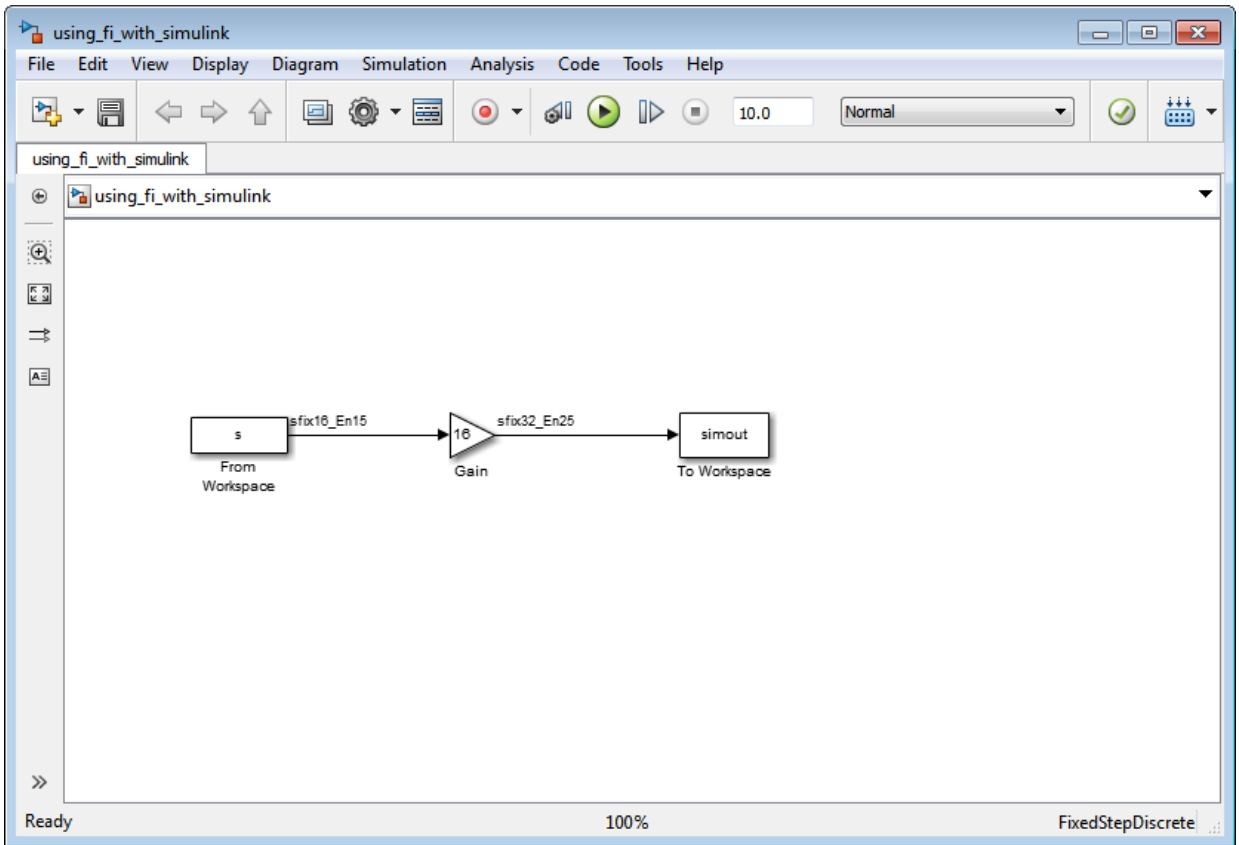 using_fi_with_simulink
File Edit View Display Diagram Simulation Analysis Code Tools Help
10.0 Normal
using_fi_with_simulink
using_fi_with_simulink
A
sfix16_En15 sfix32_En25
s 16 simout
From Workspace Gain To Workspace
Ready 100% FixedStepDiscrete